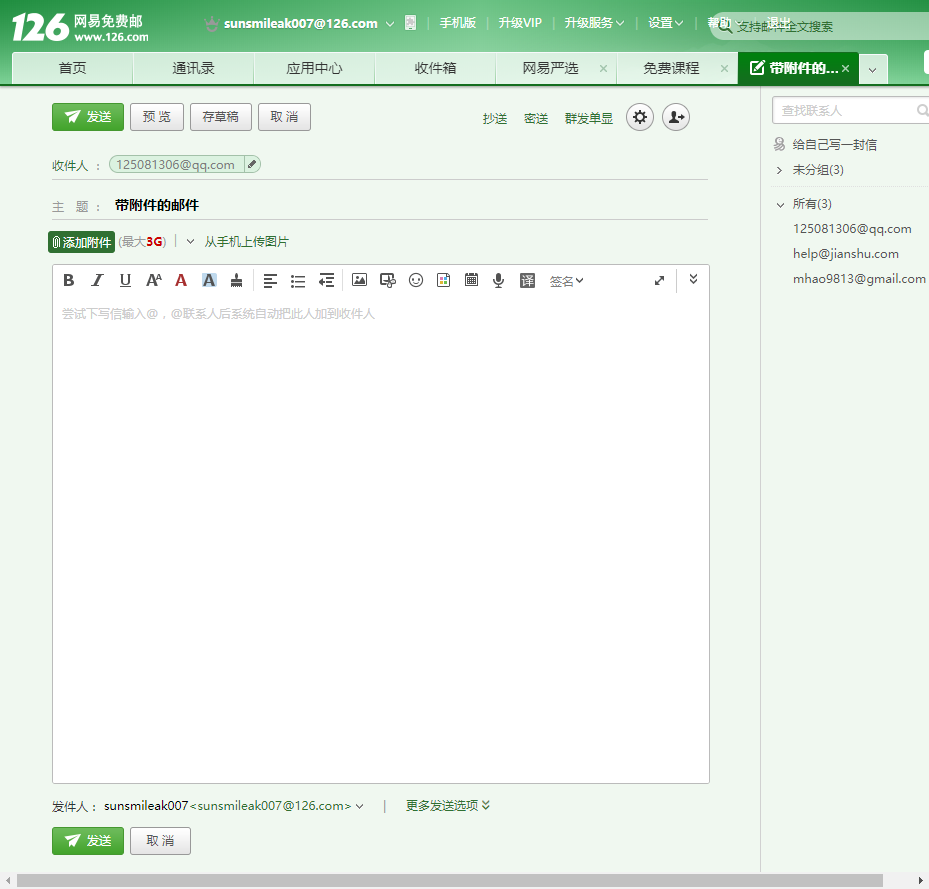 126 网易免费邮 www.126.com
sunsmileak007@126.com 手机版 升级VIP 升级服务 设置 帮助 退出 支持邮件全文搜索
首页 通讯录 应用中心 收件箱 网易严选 × 免费课程 × 带附件的... ×
发送 预 览 存草稿 取 消 抄送 密送 群发单显
收件人 : 125081306@qq.com
主 题 : 带附件的邮件
添加附件 (最大3G) 从手机上传图片
B I U A A A A 译 签名
尝试下写信输入@，@联系人后系统自动把此人加到收件人
发件人 : sunsmileak007<sunsmileak007@126.com> | 更多发送选项
发送 取 消
查找联系人
给自己写一封信
未分组(3)
所有(3)
125081306@qq.com
help@jianshu.com
mhao9813@gmail.com